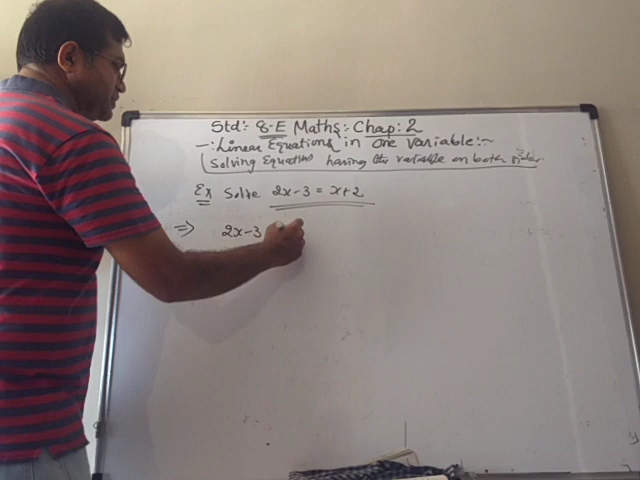 Std:- 8-E Maths:- Chap: 2
-: Linear Equations in One Variable:-
Solving Equations having the variable on both sides
Ex Solve 2x-3 = x+2
⇒ 2x-3